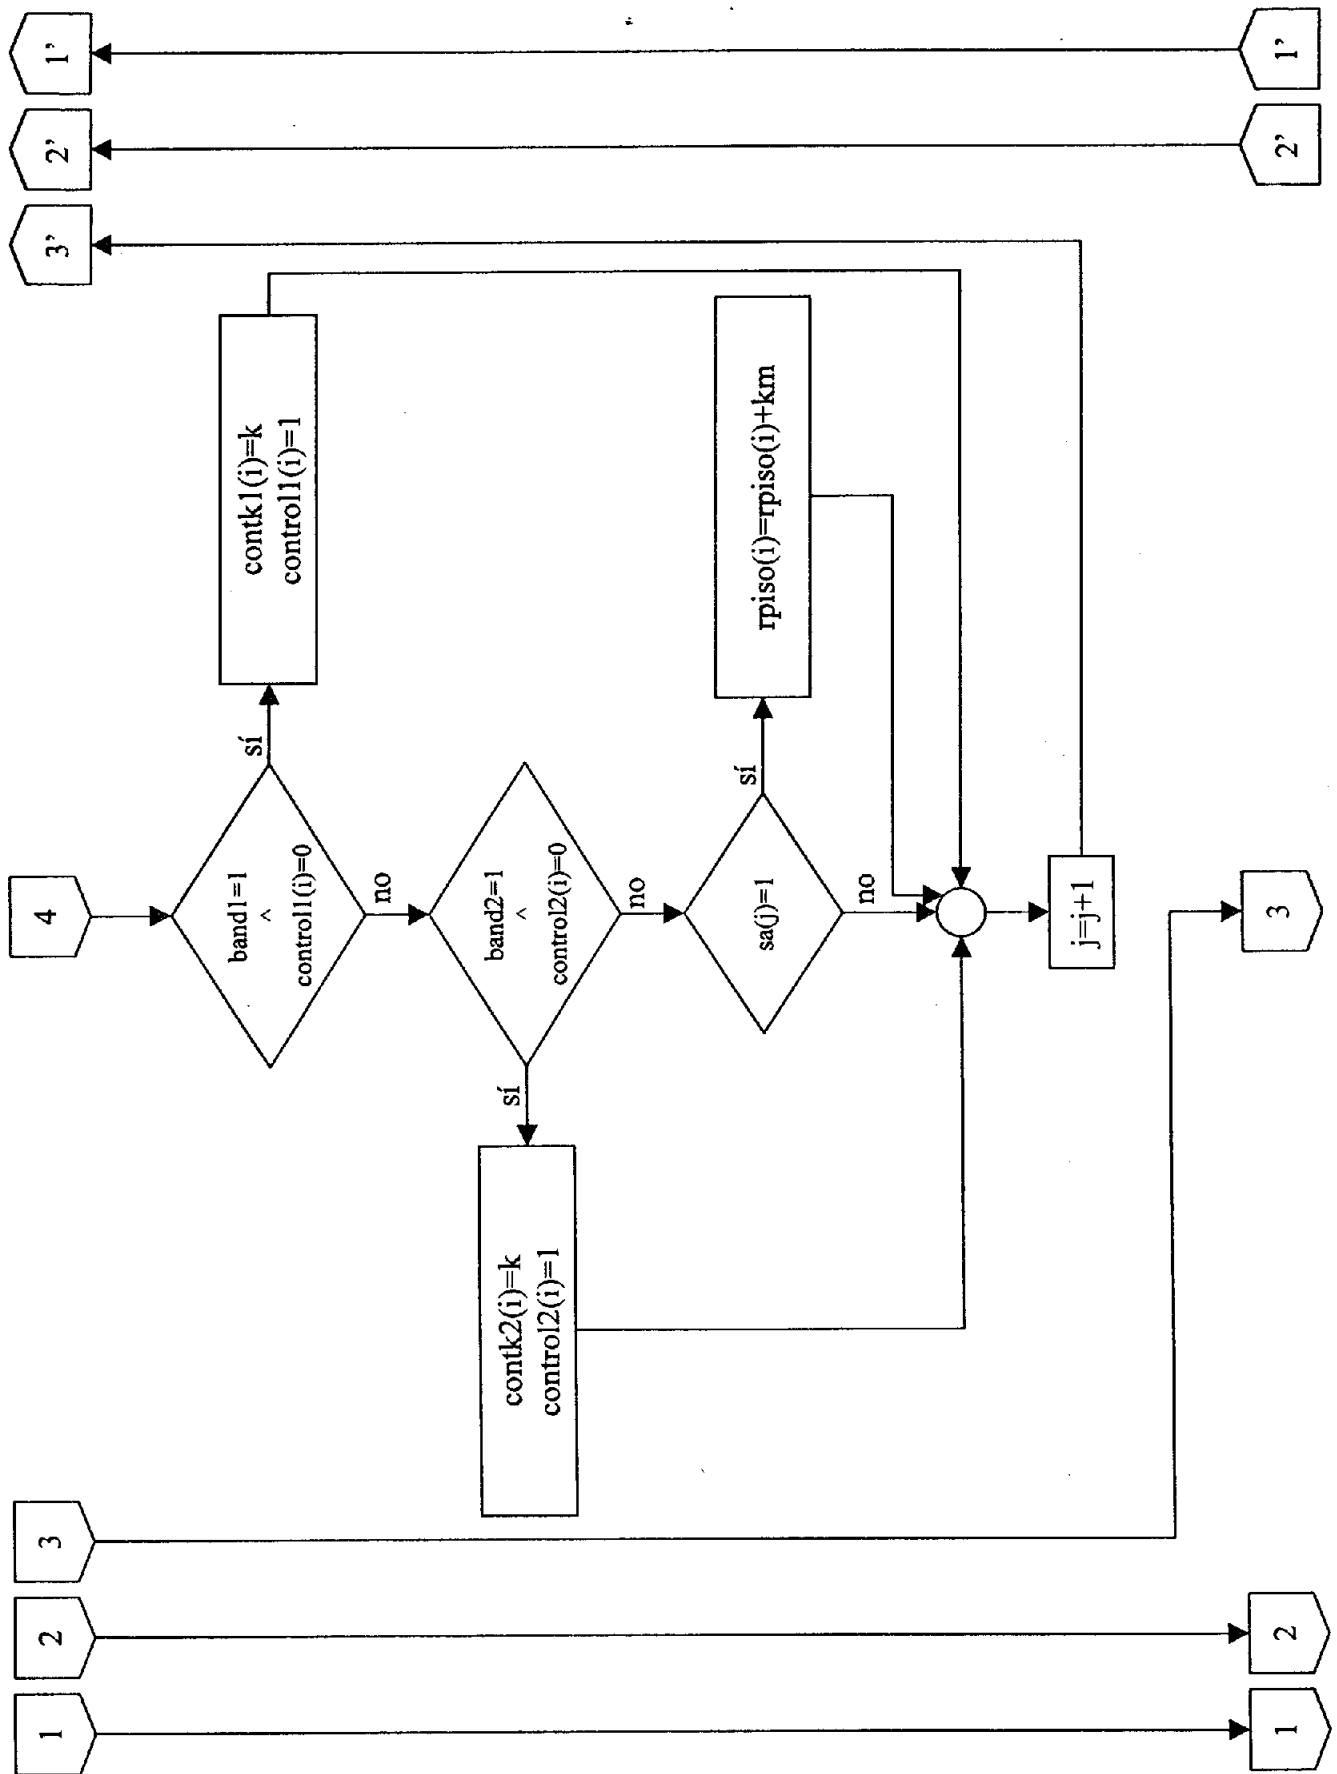 1
2
3
4
3'
2'
1'
band1=1
^
control1(i)=0
sí
contk1(i)=k
control1(i)=1
no
band2=1
^
control2(i)=0
sí
contk2(i)=k
control2(i)=1
no
sa(j)=1
sí
rpiso(i)=rpiso(i)+km
no
j=j+1
1
2
3
2'
1'